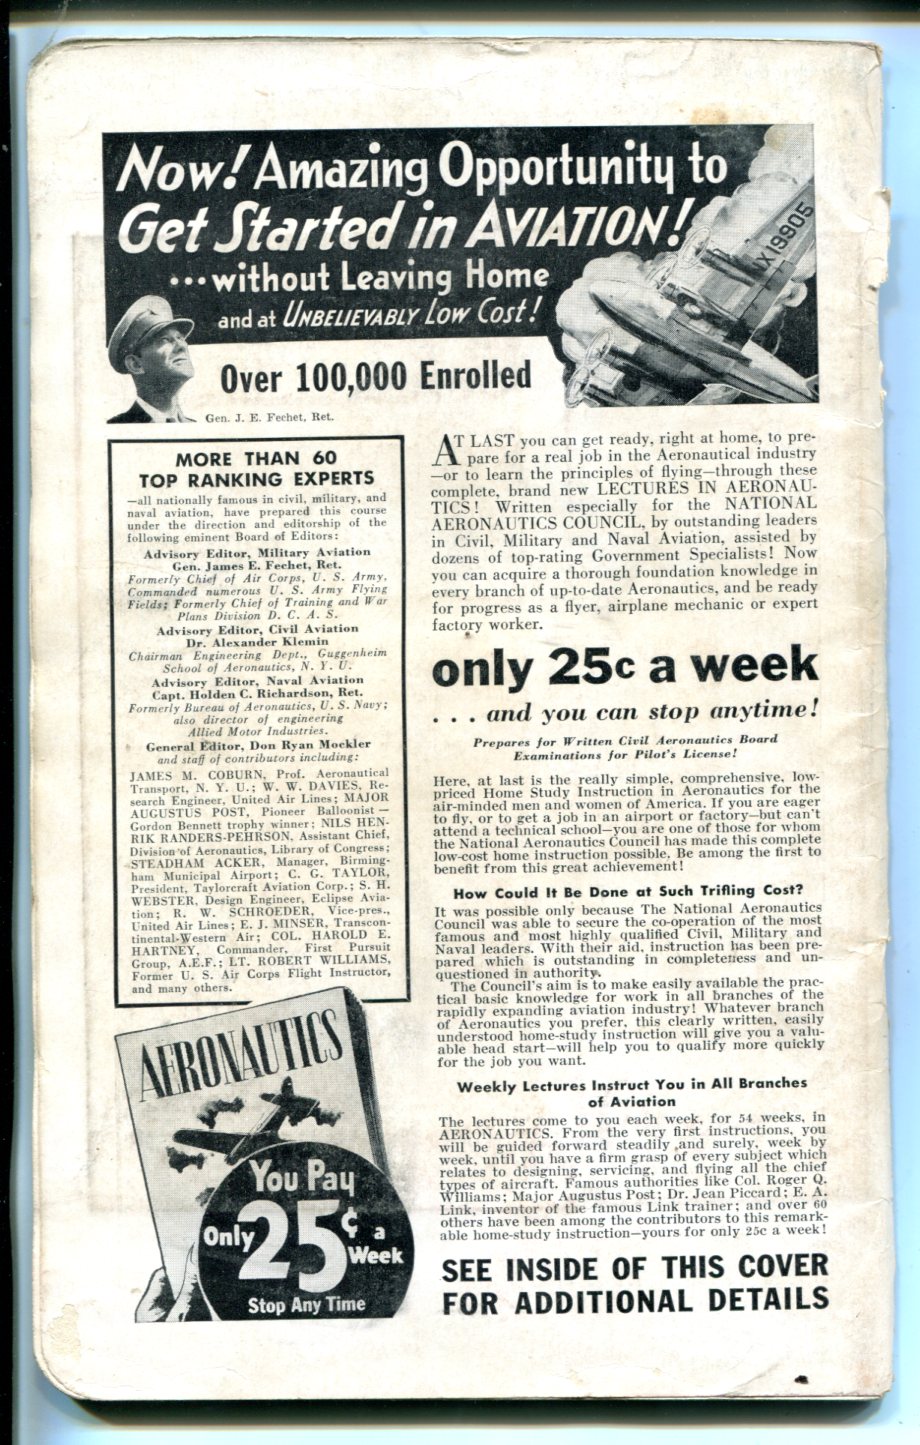 Now! Amazing Opportunity to
Get Started in AVIATION!
...without Leaving Home
and at UNBELIEVABLY LOW COST!
NX19905
Over 100,000 Enrolled
Gen. J. E. Fechet, Ret.
MORE THAN 60
TOP RANKING EXPERTS
—all nationally famous in civil, military, and
naval aviation, have prepared this course
under the direction and editorship of the
following eminent Board of Editors:
Advisory Editor, Military Aviation
Gen. James E. Fechet, Ret.
Formerly Chief of Air Corps, U. S. Army,
Commanded numerous U. S. Army Flying
Fields; Formerly Chief of Training and War
Plans Division D. C. A. S.
Advisory Editor, Civil Aviation
Dr. Alexander Klemin
Chairman Engineering Dept., Guggenheim
School of Aeronautics, N. Y. U.
Advisory Editor, Naval Aviation
Capt. Holden C. Richardson, Ret.
Formerly Bureau of Aeronautics, U. S. Navy;
also director of engineering
Allied Motor Industries.
General Editor, Don Ryan Mockler
and staff of contributors including:
JAMES M. COBURN, Prof. Aeronautical
Transport, N. Y. U.; W. W. DAVIES, Re-
search Engineer, United Air Lines; MAJOR
AUGUSTUS POST, Pioneer Balloonist—
Gordon Bennett trophy winner; NILS HEN-
RIK RANDERS-PEHRSON, Assistant Chief,
Division of Aeronautics, Library of Congress;
STEADHAM ACKER, Manager, Birming-
ham Municipal Airport; C. G. TAYLOR,
President, Taylorcraft Aviation Corp.; S. H.
WEBSTER, Design Engineer, Eclipse Avia-
tion; R. W. SCHROEDER, Vice-pres.,
United Air Lines; E. J. MINSER, Transcon-
tinental-Western Air; COL. HAROLD E.
HARTNEY, Commander, First Pursuit
Group, A.E.F.; LT. ROBERT WILLIAMS,
Former U. S. Air Corps Flight Instructor,
and many others.
AERONAUTICS
You Pay
Only 25¢ a
Week
Stop Any Time
AT LAST you can get ready, right at home, to pre-
pare for a real job in the Aeronautical industry
—or to learn the principles of flying—through these
complete, brand new LECTURES IN AERONAU-
TICS! Written especially for the NATIONAL
AERONAUTICS COUNCIL, by outstanding leaders
in Civil, Military and Naval Aviation, assisted by
dozens of top-rating Government Specialists! Now
you can acquire a thorough foundation knowledge in
every branch of up-to-date Aeronautics, and be ready
for progress as a flyer, airplane mechanic or expert
factory worker.
only 25c a week
. . . and you can stop anytime!
Prepares for Written Civil Aeronautics Board
Examinations for Pilot's License!
Here, at last is the really simple, comprehensive, low-
priced Home Study Instruction in Aeronautics for the
air-minded men and women of America. If you are eager
to fly, or to get a job in an airport or factory—but can't
attend a technical school—you are one of those for whom
the National Aeronautics Council has made this complete
low-cost home instruction possible. Be among the first to
benefit from this great achievement!
How Could It Be Done at Such Trifling Cost?
It was possible only because The National Aeronautics
Council was able to secure the co-operation of the most
famous and most highly qualified Civil, Military and
Naval leaders. With their aid, instruction has been pre-
pared which is outstanding in completeness and un-
questioned in authority.
The Council's aim is to make easily available the prac-
tical basic knowledge for work in all branches of the
rapidly expanding aviation industry! Whatever branch
of Aeronautics you prefer, this clearly written, easily
understood home-study instruction will give you a valu-
able head start—will help you to qualify more quickly
for the job you want.
Weekly Lectures Instruct You in All Branches
of Aviation
The lectures come to you each week, for 54 weeks, in
AERONAUTICS. From the very first instructions, you
will be guided forward steadily and surely, week by
week, until you have a firm grasp of every subject which
relates to designing, servicing, and flying all the chief
types of aircraft. Famous authorities like Col. Roger Q.
Williams; Major Augustus Post; Dr. Jean Piccard; E. A.
Link, inventor of the famous Link trainer; and over 60
others have been among the contributors to this remark-
able home-study instruction—yours for only 25c a week!
SEE INSIDE OF THIS COVER
FOR ADDITIONAL DETAILS